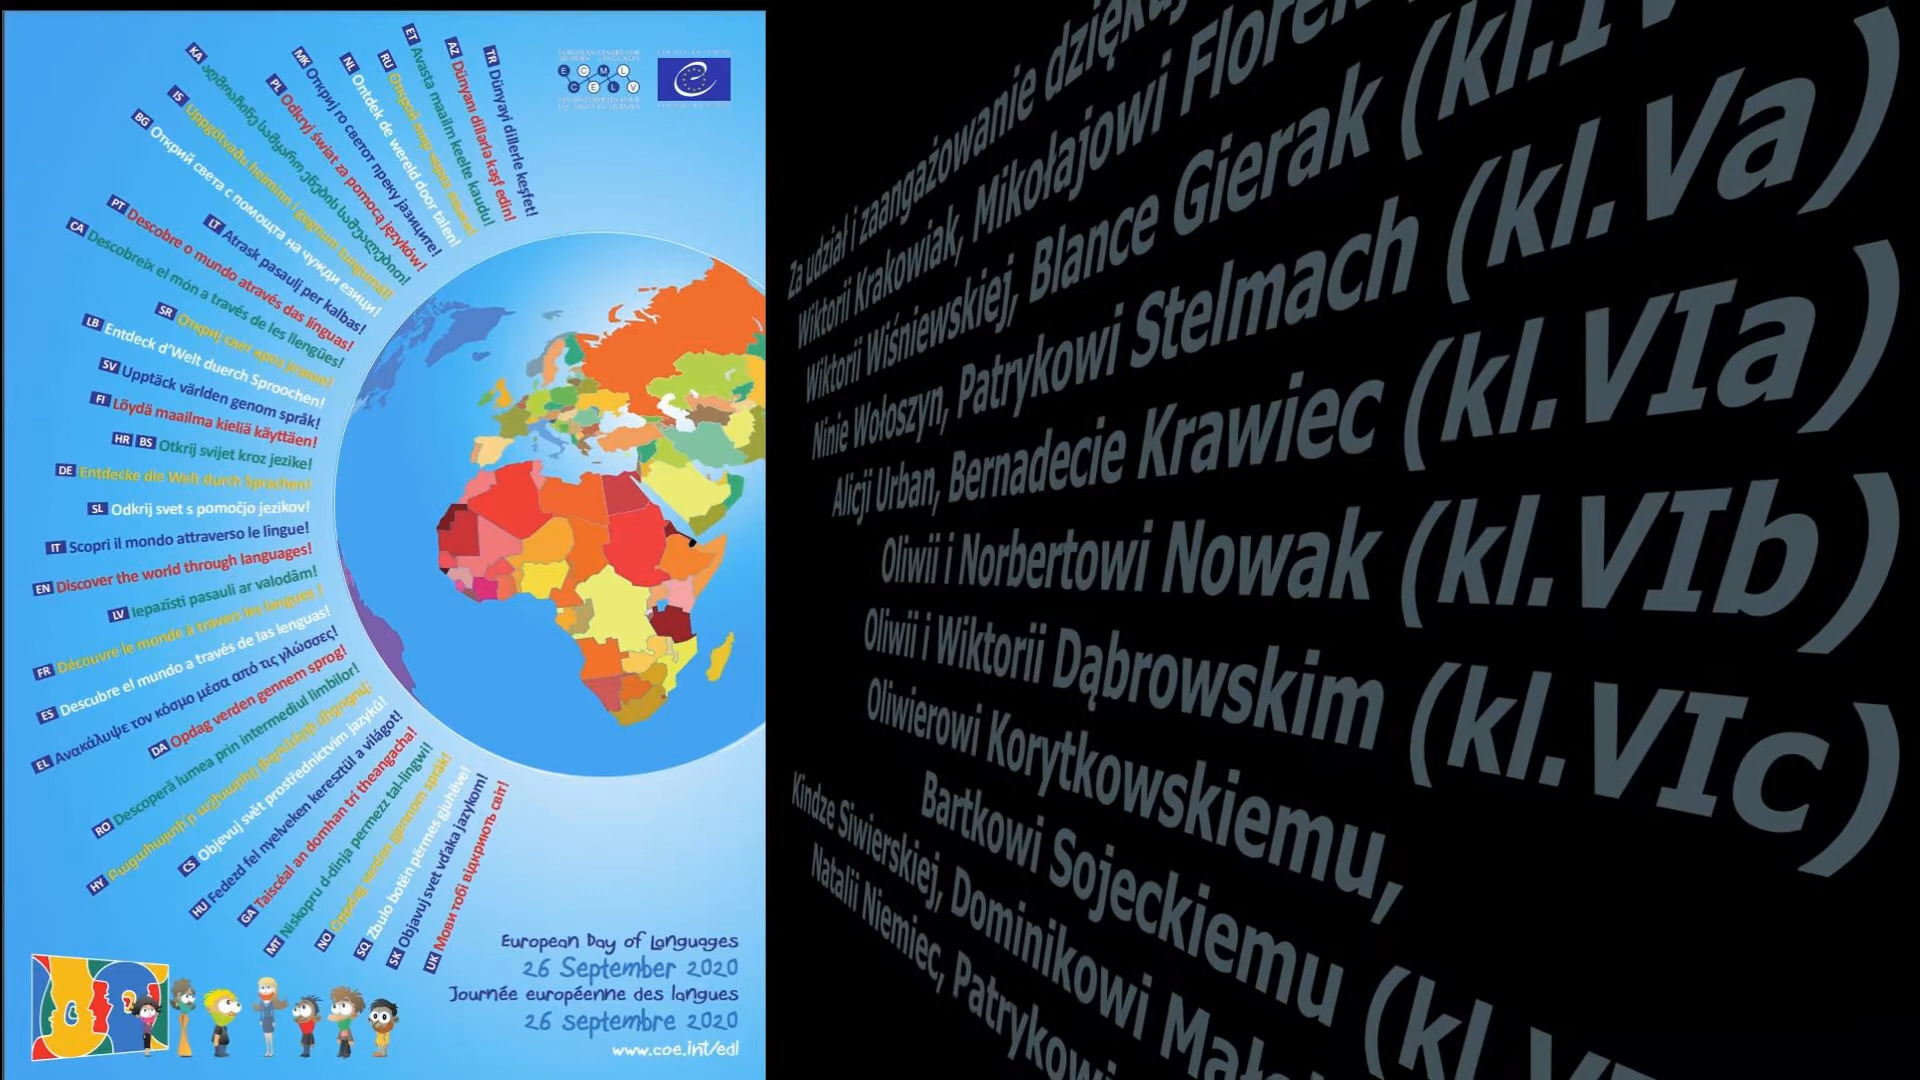 TR Dünyayi dillerle keşfet!
AZ Dünyanı dillərlə kəşf edin!
ET Avasta maailm keelte kaudu!
RU Открой мир через языки!
NL Ontdek de wereld door talen!
MK Откриј го светот преку јазиците!
PL Odkryj świat za pomocą języków!
KA
IS Uppgötvaðu heiminn í gegnum tungumál!
BG Открий света с помощта на чужди езици!
LT Atrask pasaulį per kalbas!
PT Descobre o mundo através das línguas!
CA Descobreix el món a través de les llengües!
SR Откриј свет кроз језике!
LB Entdeck d'Welt duerch Sproochen!
SV Upptäck världen genom språk!
FI Löydä maailma kieliä käyttäen!
HR BS Otkrij svijet kroz jezike!
DE Entdecke die Welt durch Sprachen!
SL Odkrij svet s pomočjo jezikov!
IT Scopri il mondo attraverso le lingue!
EN Discover the world through languages!
LV Iepazīsti pasauli ar valodām!
FR Découvre le monde à travers les langues !
ES Descubre el mundo a través de las lenguas!
EL Ανακάλυψε τον κόσμο μέσα από τις γλώσσες!
DA Opdag verden gennem sprog!
RO Descoperă lumea prin intermediul limbilor!
HY
CS Objevuj svět prostřednictvím jazyků!
HU Fedezd fel nyelveken keresztül a világot!
GA Taiscéal an domhan trí theangacha!
MT Niskopru d-dinja permezz tal-lingwi!
NO Oppdag verden gjennom språk!
SQ Zbulo botën përmes gjuhëve!
SK Objavuj svet vďaka jazykom!
UK Мови тобі відкриють світ!
E C M L
C E L V
European Day of Languages
26 September 2020
Journée européenne des langues
26 septembre 2020
www.coe.int/edl
Za udział i zaangażowanie
Wiktorii Krakowiak, Mikołajowi
Wiktorii Wiśniewskiej, Blance Gierak (kl.IV
Ninie Wołoszyn, Patrykowi Stelmach (kl.Va)
Alicji Urban, Bernadecie Krawiec (kl.VIa)
Oliwii i Norbertowi Nowak (kl.VIb)
Oliwii i Wiktorii Dąbrowskim (kl.VIc)
Oliwierowi Korytkowskiemu,
Bartkowi Sojeckiemu (kl.
Kindze Siwierskiej, Dominikowi
Natalii Niemiec, Patrykowi